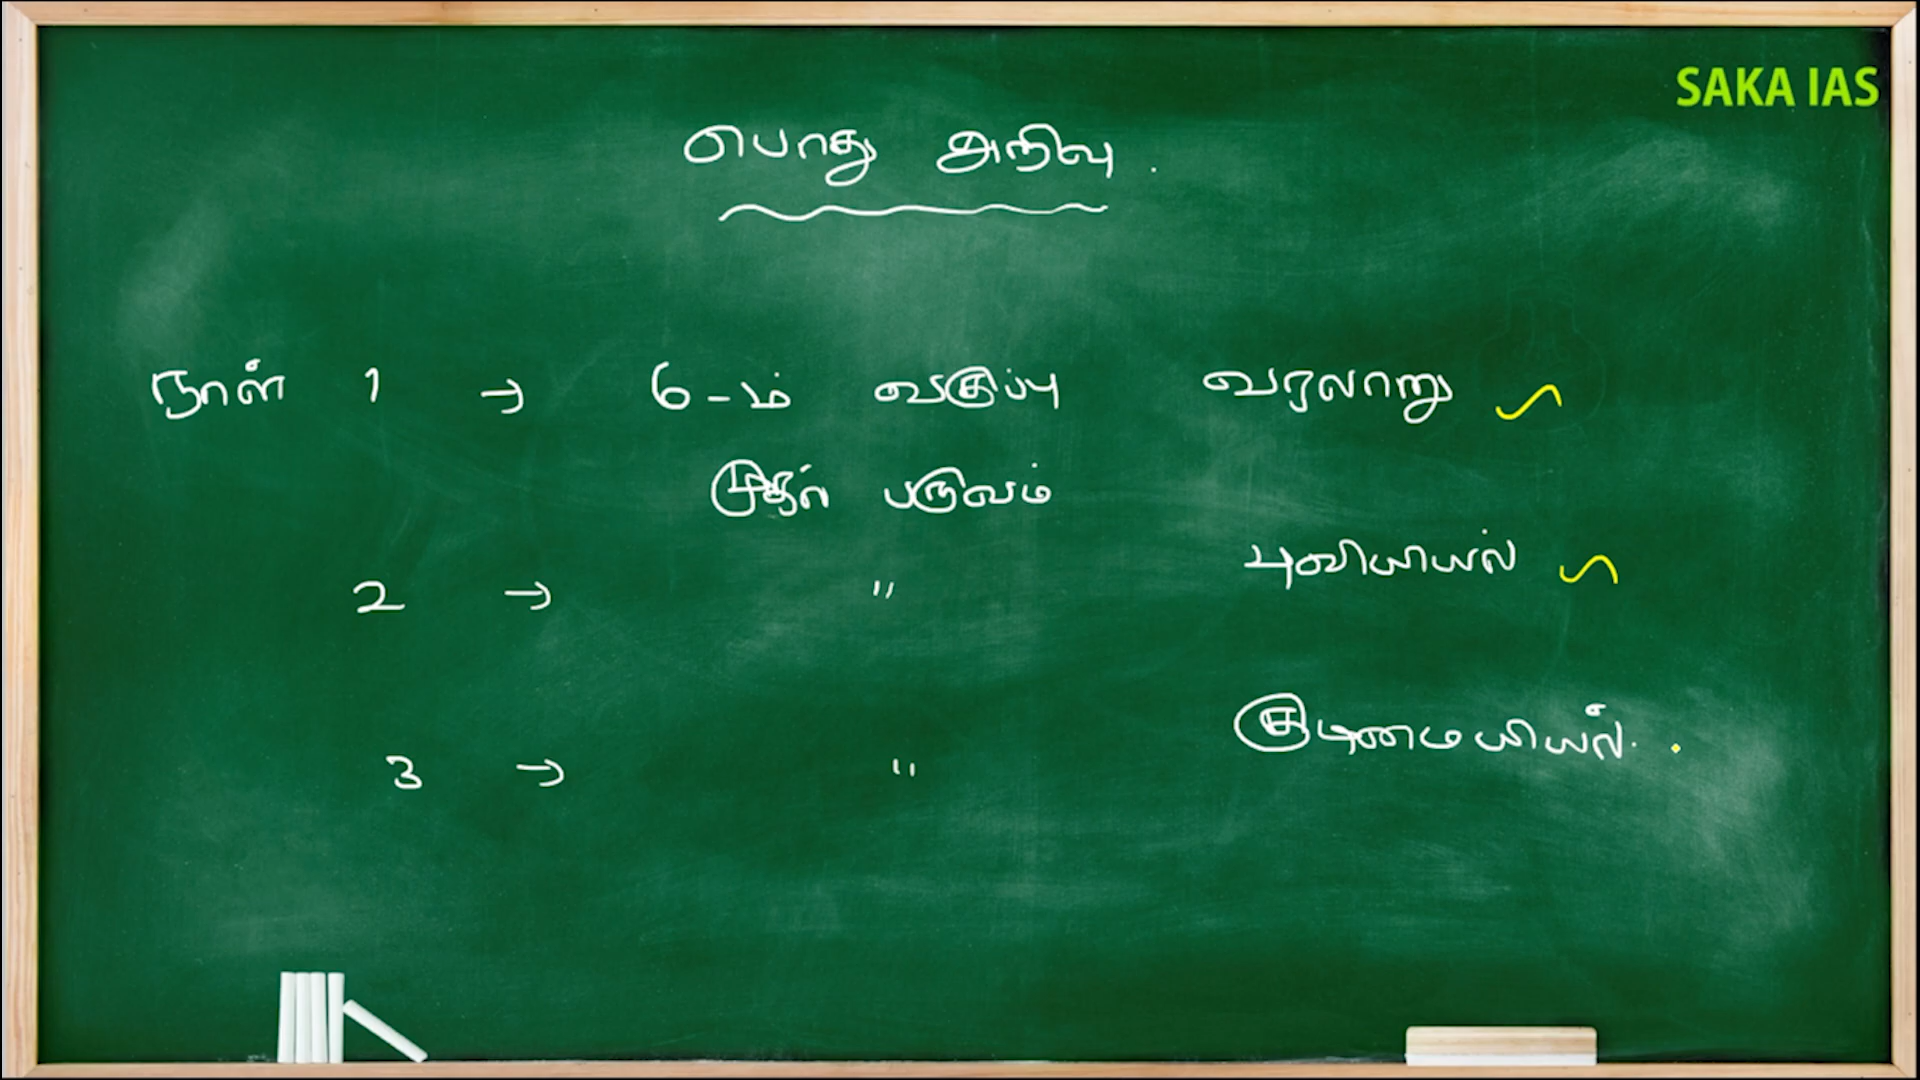 SAKA IAS
பொது அறிவு.
நாள் 1 → 6-ம் வகுப்பு வரலாறு
முதல் பருவம்
புவியியல்
2 → "
குடிமையியல்.
3 → "